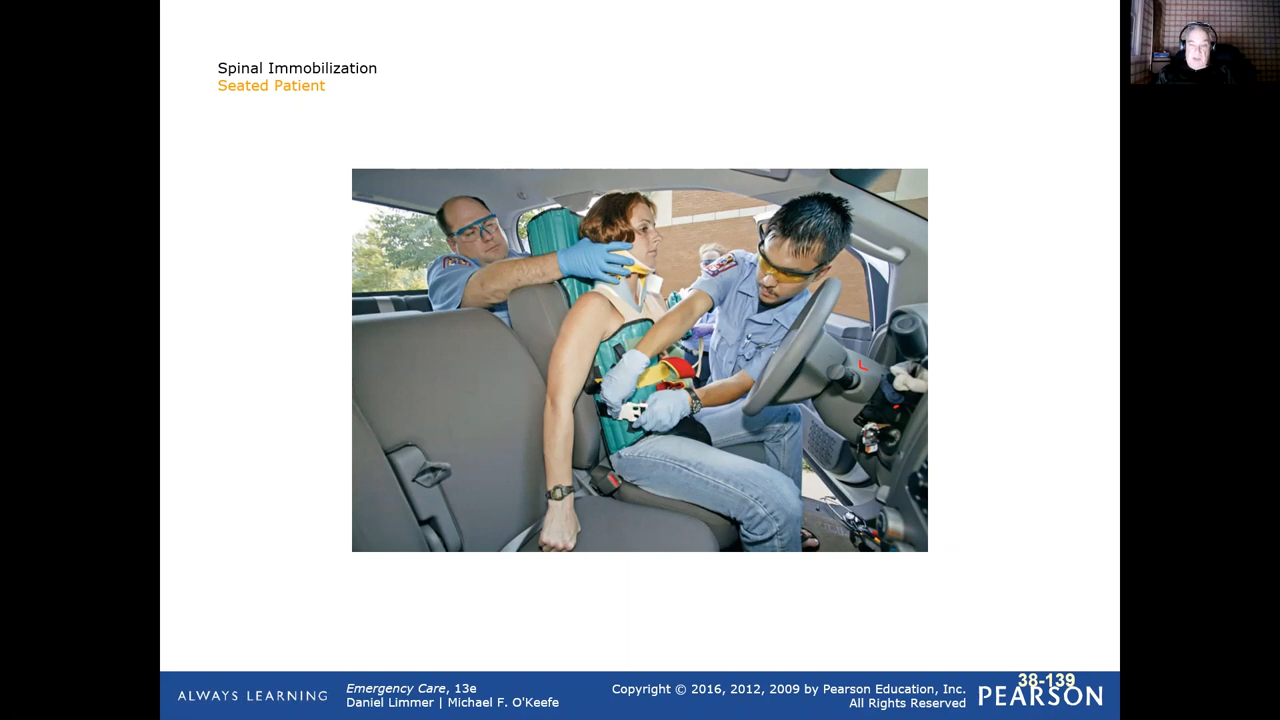 Spinal Immobilization
Seated Patient
ALWAYS LEARNING
Emergency Care, 13e
Daniel Limmer | Michael F. O'Keefe
Copyright © 2016, 2012, 2009 by Pearson Education, Inc.
All Rights Reserved
38-139
PEARSON